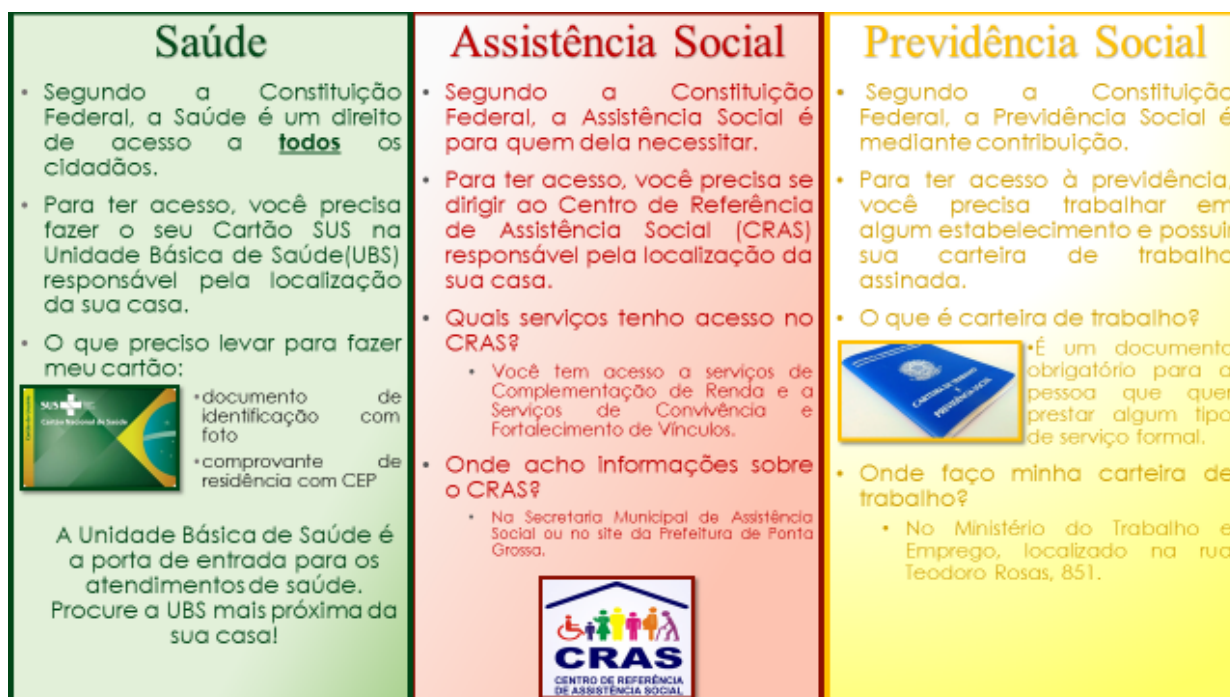 Saúde
• Segundo a Constituição
Federal, a Saúde é um direito
de acesso a todos os
cidadãos.
• Para ter acesso, você precisa
fazer o seu Cartão SUS na
Unidade Básica de Saúde(UBS)
responsável pela localização
da sua casa.
• O que preciso levar para fazer
meu cartão:
SUS
Cartão Nacional de Saúde
•documento de
identificação com
foto
•comprovante de
residência com CEP
A Unidade Básica de Saúde é
a porta de entrada para os
atendimentos de saúde.
Procure a UBS mais próxima da
sua casa!
Assistência Social
• Segundo a Constituição
Federal, a Assistência Social é
para quem dela necessitar.
• Para ter acesso, você precisa se
dirigir ao Centro de Referência
de Assistência Social (CRAS)
responsável pela localização da
sua casa.
• Quais serviços tenho acesso no
CRAS?
• Você tem acesso a serviços de
Complementação de Renda e a
Serviços de Convivência e
Fortalecimento de Vínculos.
• Onde acho informações sobre
o CRAS?
• Na Secretaria Municipal de Assistência
Social ou no site da Prefeitura de Ponta
Grossa.
CRAS
CENTRO DE REFERÊNCIA
DE ASSISTÊNCIA SOCIAL
Previdência Social
• Segundo a Constituição
Federal, a Previdência Social é
mediante contribuição.
• Para ter acesso à previdência,
você precisa trabalhar em
algum estabelecimento e possuir
sua carteira de trabalho
assinada.
• O que é carteira de trabalho?
CARTEIRA DE TRABALHO
E
PREVIDÊNCIA SOCIAL
•É um documento
obrigatório para a
pessoa que quer
prestar algum tipo
de serviço formal.
• Onde faço minha carteira de
trabalho?
• No Ministério do Trabalho e
Emprego, localizado na rua
Teodoro Rosas, 851.